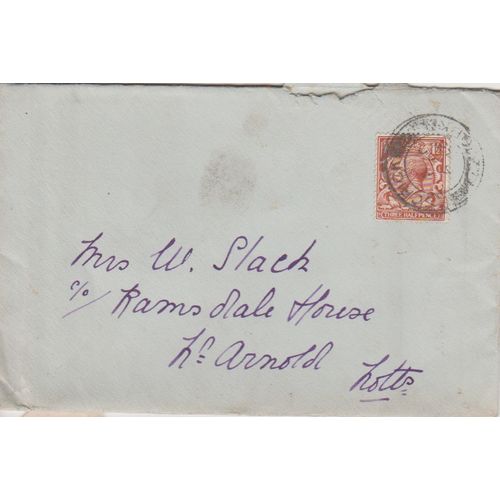 Mrs W. Slack
c/o Ramsdale House
Nr Arnold
Notts
THREE HALFPENCE